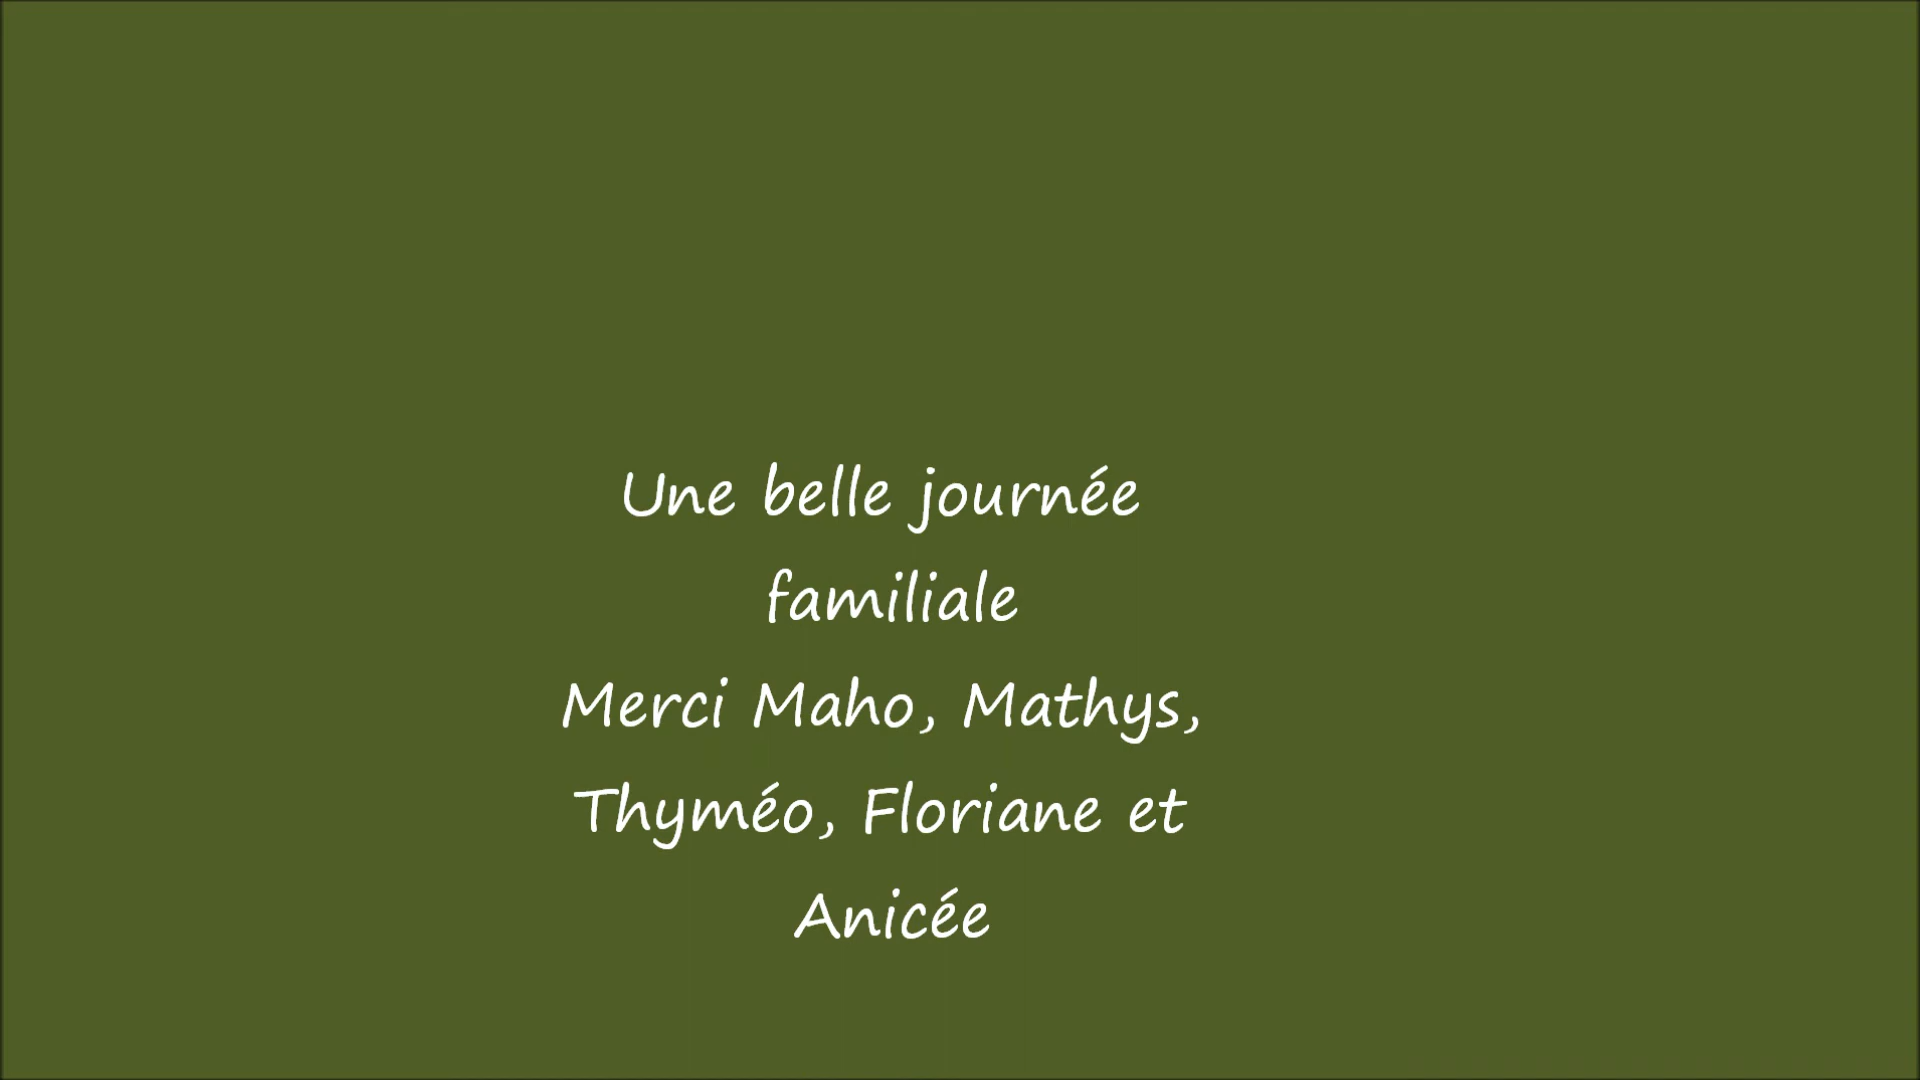 Une belle journée
familiale
Merci Maho, Mathys,
Thyméo, Floriane et
Anicée